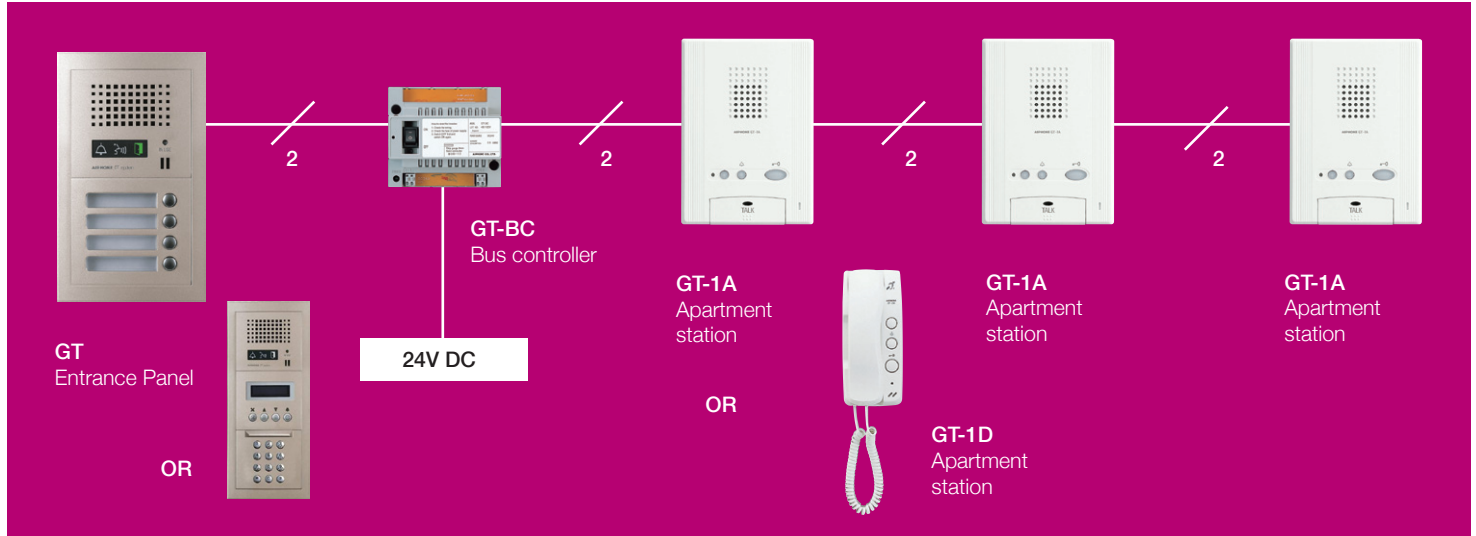 2
2
2
2
GT-BC
Bus controller
TALK
TALK
TALK
GT
Entrance Panel
24V DC
GT-1A
Apartment
station
GT-1A
Apartment
station
GT-1A
Apartment
station
OR
OR
GT-1D
Apartment
station